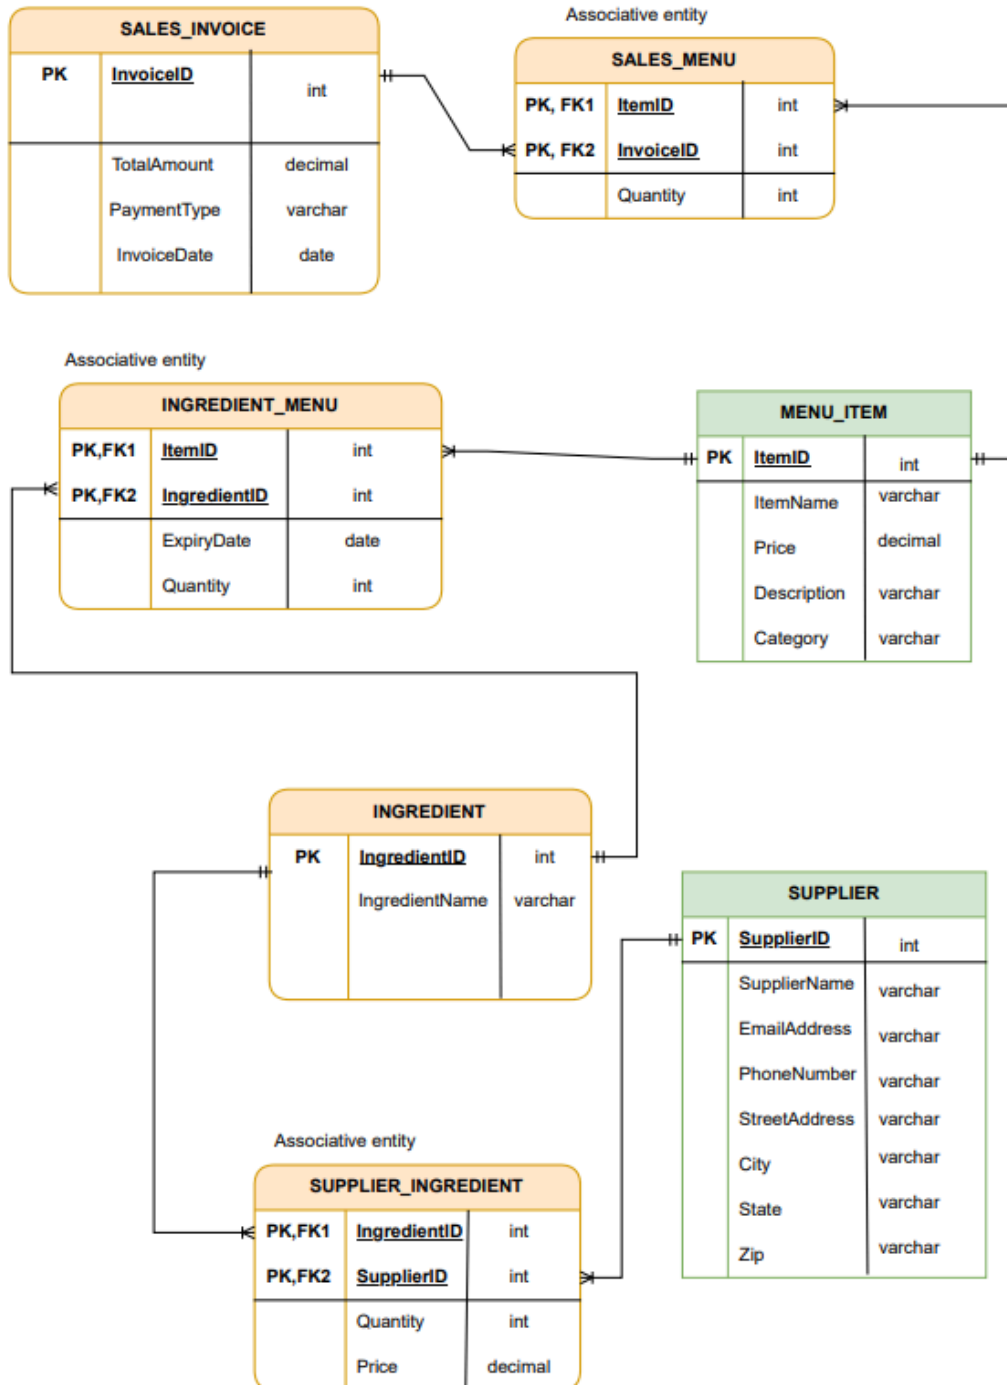 Associative entity
SALES_INVOICE
PK InvoiceID int
TotalAmount decimal
PaymentType varchar
InvoiceDate date
SALES_MENU
PK, FK1 ItemID int
PK, FK2 InvoiceID int
Quantity int
Associative entity
INGREDIENT_MENU
PK,FK1 ItemID int
PK,FK2 IngredientID int
ExpiryDate date
Quantity int
MENU_ITEM
PK ItemID int
ItemName varchar
Price decimal
Description varchar
Category varchar
INGREDIENT
PK IngredientID int
IngredientName varchar
SUPPLIER
PK SupplierID int
SupplierName varchar
EmailAddress varchar
PhoneNumber varchar
StreetAddress varchar
City varchar
State varchar
Zip varchar
Associative entity
SUPPLIER_INGREDIENT
PK,FK1 IngredientID int
PK,FK2 SupplierID int
Quantity int
Price decimal